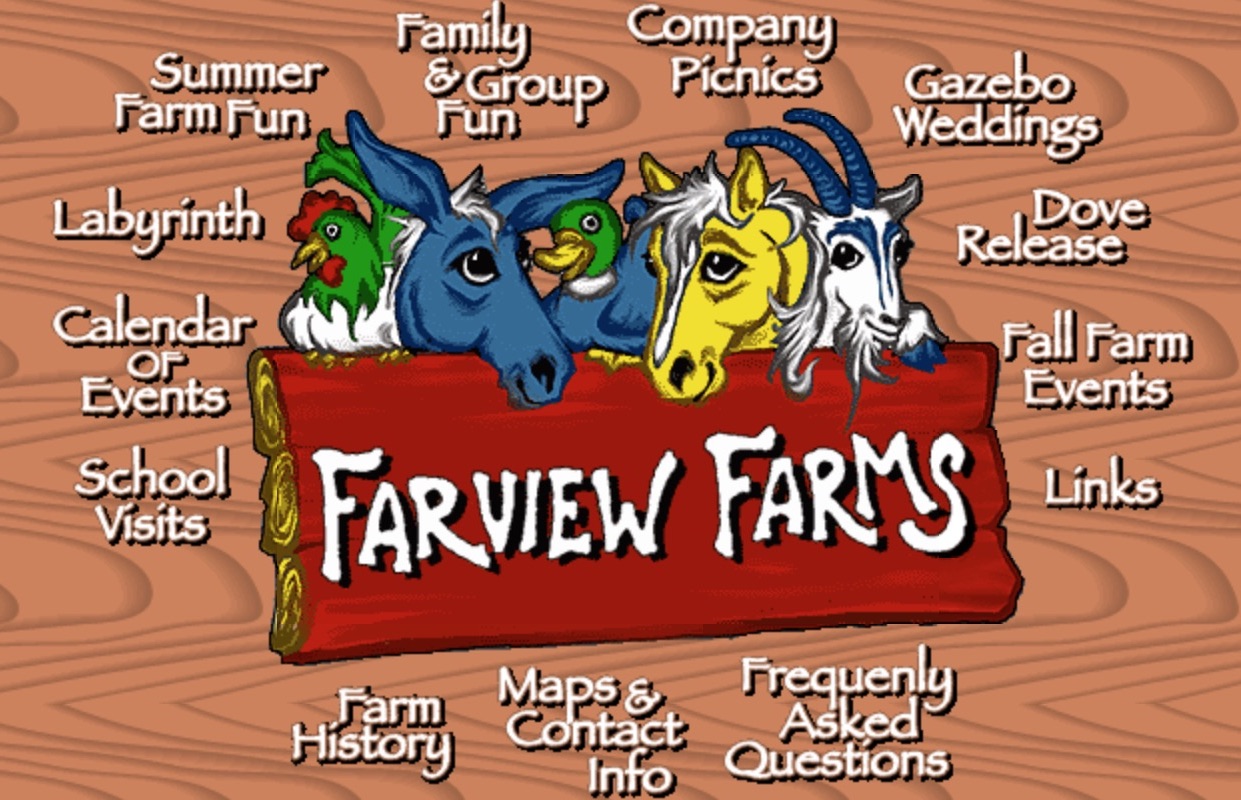 Family
& Group
Fun
Company
Picnics
Summer
Farm Fun
Gazebo
Weddings
Labyrinth
Dove
Release
Calendar
OF
Events
Fall Farm
Events
School
Visits
Links
FARVIEW FARMS
Farm
History
Maps &
Contact
Info
Frequenly
Asked
Questions